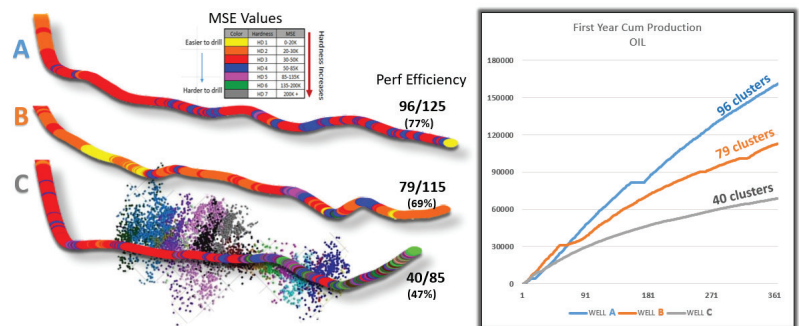 MSE Values
Easier to drill
Harder to drill
Color Hardness MSE
HD 1 0-20K
HD 2 20-30K
HD 3 30-50K
HD 4 50-85K
HD 5 85-135K
HD 6 135-200K
HD 7 200K +
Hardness Increases
Perf Efficiency
A
96/125
(77%)
B
79/115
(69%)
C
40/85
(47%)
First Year Cum Production
OIL
180000
150000
120000
90000
60000
30000
0
1 91 181 271 361
96 clusters
79 clusters
40 clusters
WELL A WELL B WELL C